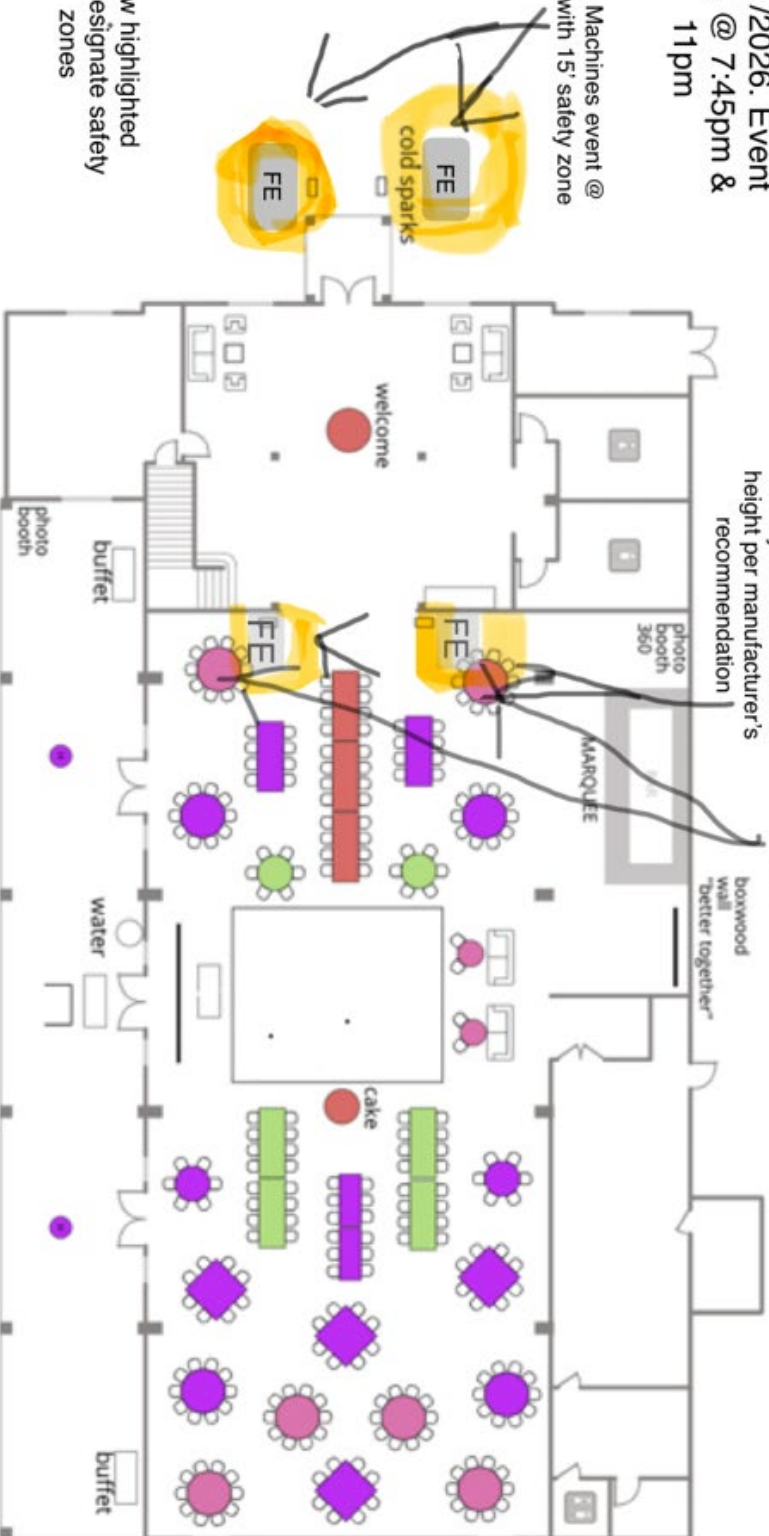 /2026. Event
@ 7:45pm &
11pm
Machines event @
with 15' safety zone
highlighted
designate safety
zones
FE
FE
cold sparks
height per manufacturer's
recommendation
welcome
photo
booth
buffet
FE
FE
photo
booth
360
MARQUEE
BAR
boxwood
wall
"better together"
water
cake
buffet